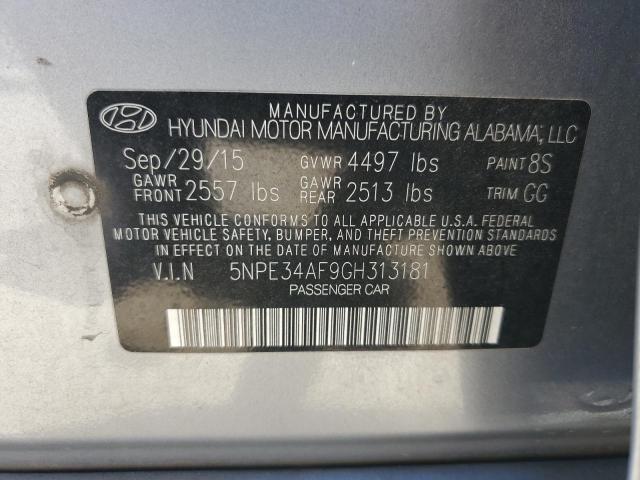 MANUFACTURED BY
HYUNDAI MOTOR MANUFACTURING ALABAMA, LLC
Sep/29/15 GVWR 4497 lbs PAINT 8S
GAWR FRONT 2557 lbs GAWR REAR 2513 lbs TRIM GG
THIS VEHICLE CONFORMS TO ALL APPLICABLE U.S.A. FEDERAL
MOTOR VEHICLE SAFETY, BUMPER, AND THEFT PREVENTION STANDARDS
IN EFFECT ON THE DATE OF MANUFACTURE SHOWN ABOVE.
V.I.N 5NPE34AF9GH313181
PASSENGER CAR